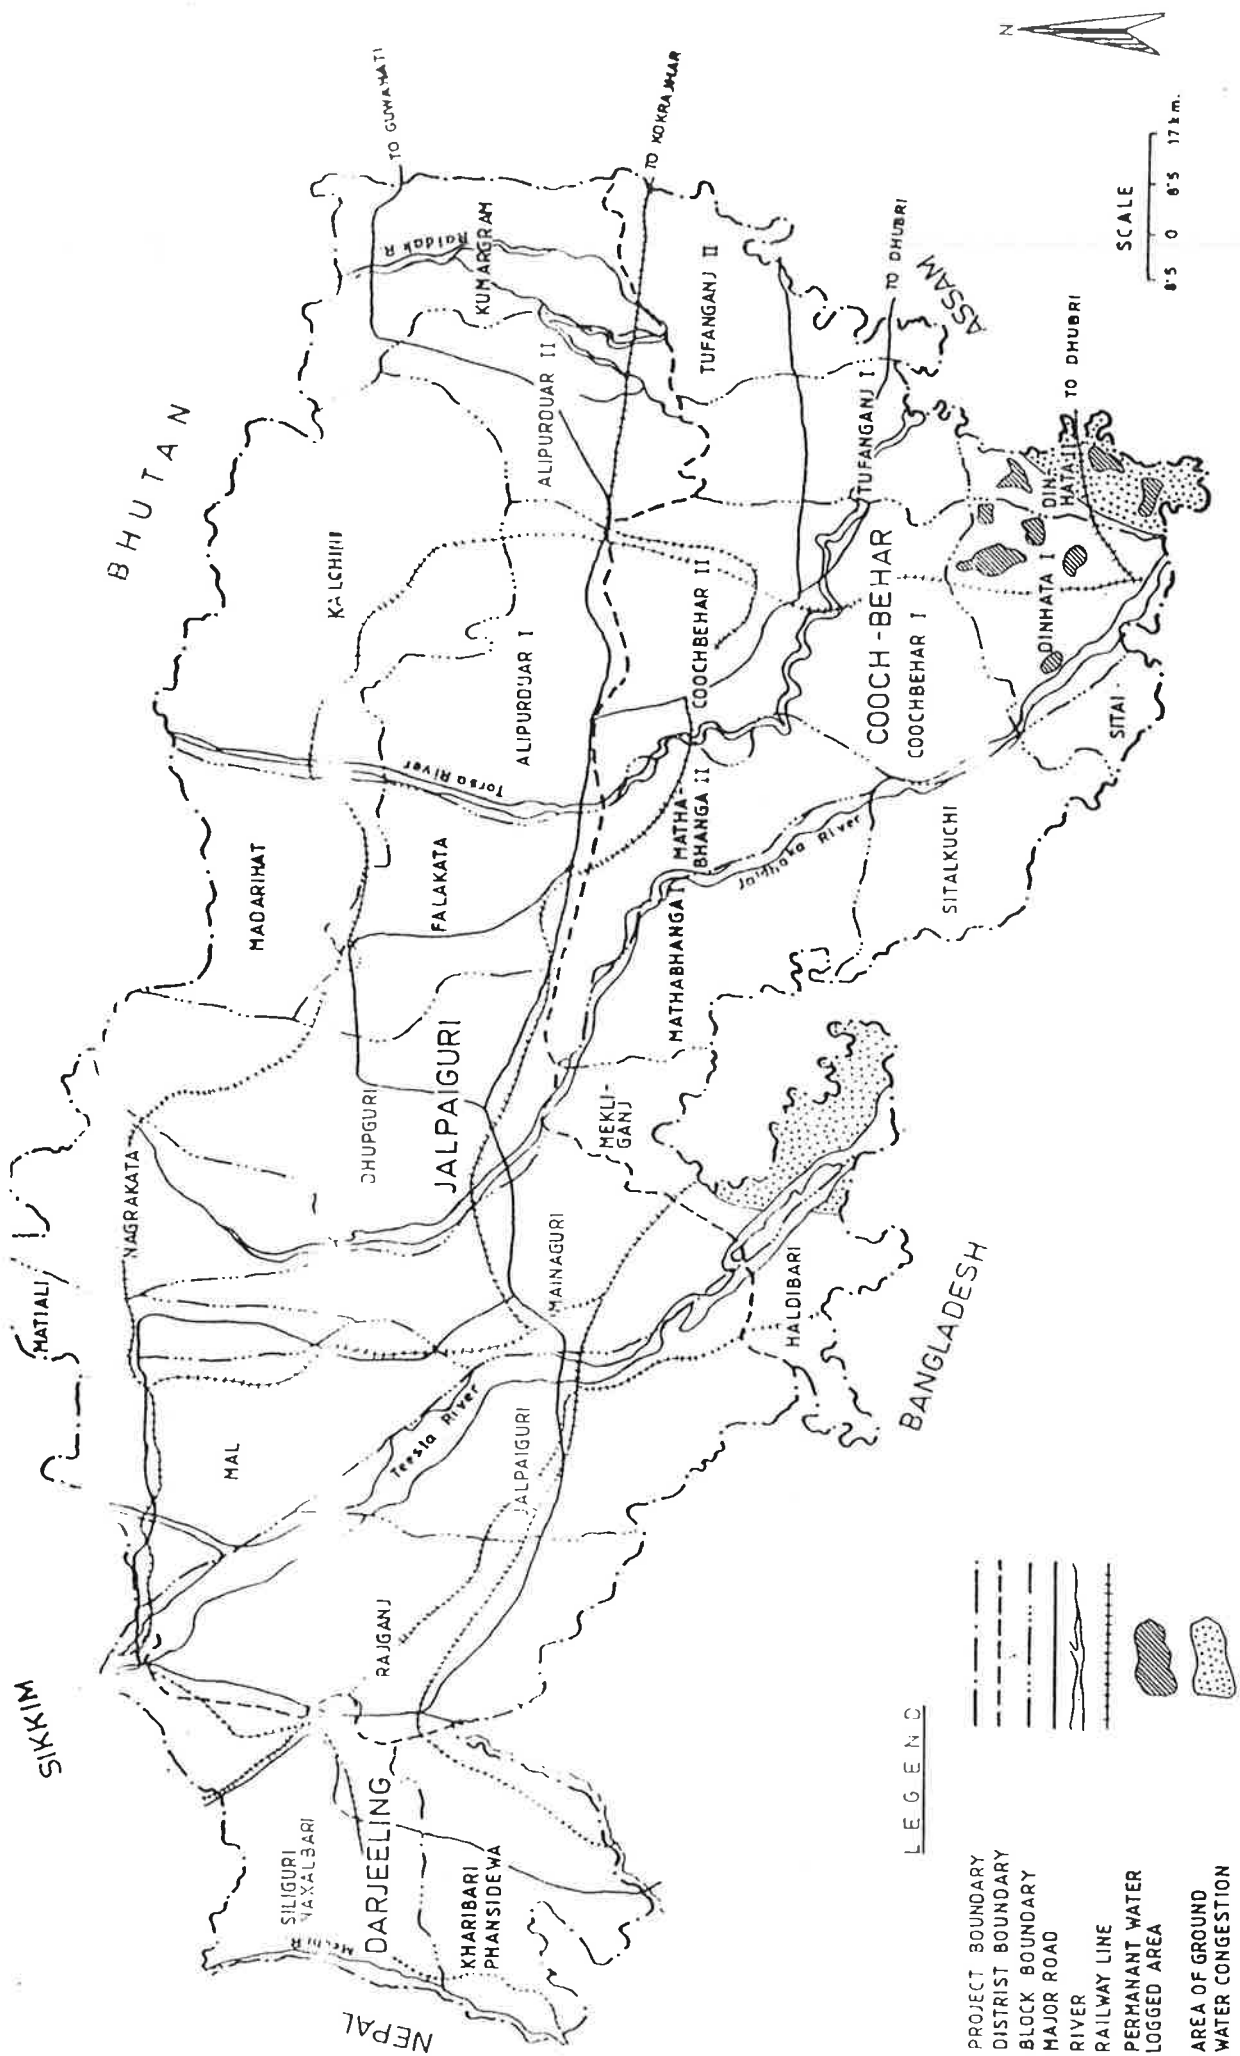 SIKKIM
BHUTAN
NEPAL
BANGLADESH
ASSAM
N
TO GUWAHATI
TO KOKRAJHAR
TO DHUBRI
TO DHUBRI
MATIALI
NAGRAKATA
MAL
MADARIHAT
KALCHINI
KUMARGRAM
Raidak R
SILIGURI
NAXALBARI
Mechi R
DARJEELING
KHARIBARI
PHANSIDEWA
RAJGANJ
Teesta River
JALPAIGURI
DHUPGURI
JALPAIGURI
FALAKATA
Torsa River
ALIPURDUAR I
ALIPURDUAR II
MAINAGURI
MEKLI-
GANJ
HALDIBARI
MATHABHANGA I
MATHA-
BHANGA II
Jaldhaka River
COOCHBEHAR II
TUFANGANJ II
TUFANGANJ I
COOCH-BEHAR
COOCHBEHAR I
SITALKUCHI
SITAI
DINHATA I
DIN
HATA II
SCALE
8·5 0 8·5 17 km.
LEGEND
PROJECT BOUNDARY
DISTRIST BOUNDARY
BLOCK BOUNDARY
MAJOR ROAD
RIVER
RAILWAY LINE
PERMANANT WATER
LOGGED AREA
AREA OF GROUND
WATER CONGESTION